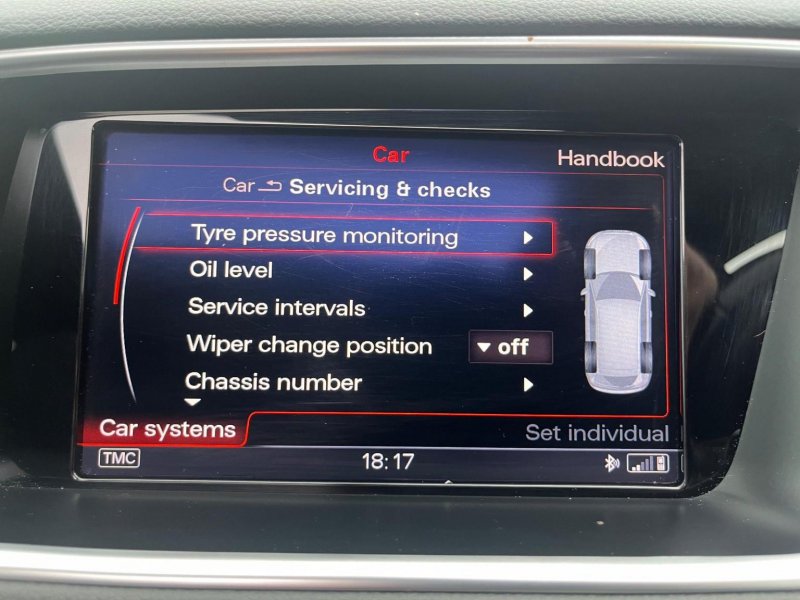 Car
Handbook
Car Servicing & checks
Tyre pressure monitoring
Oil level
Service intervals
Wiper change position off
Chassis number
Car systems
Set individual
TMC 18:17